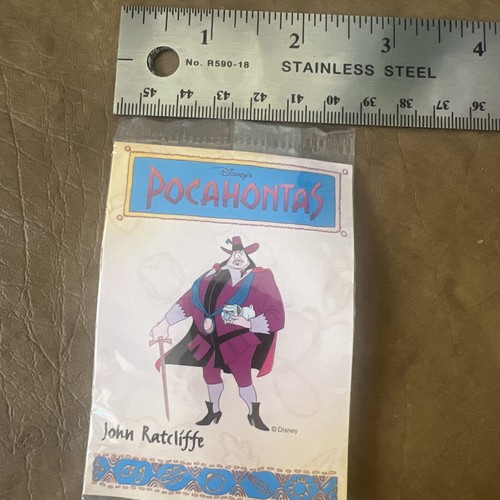 1 2 3 4
No. R590-18 STAINLESS STEEL
45 44 43 42 41 40 39 38 37 36
Disney's
POCAHONTAS
John Ratcliffe
© Disney